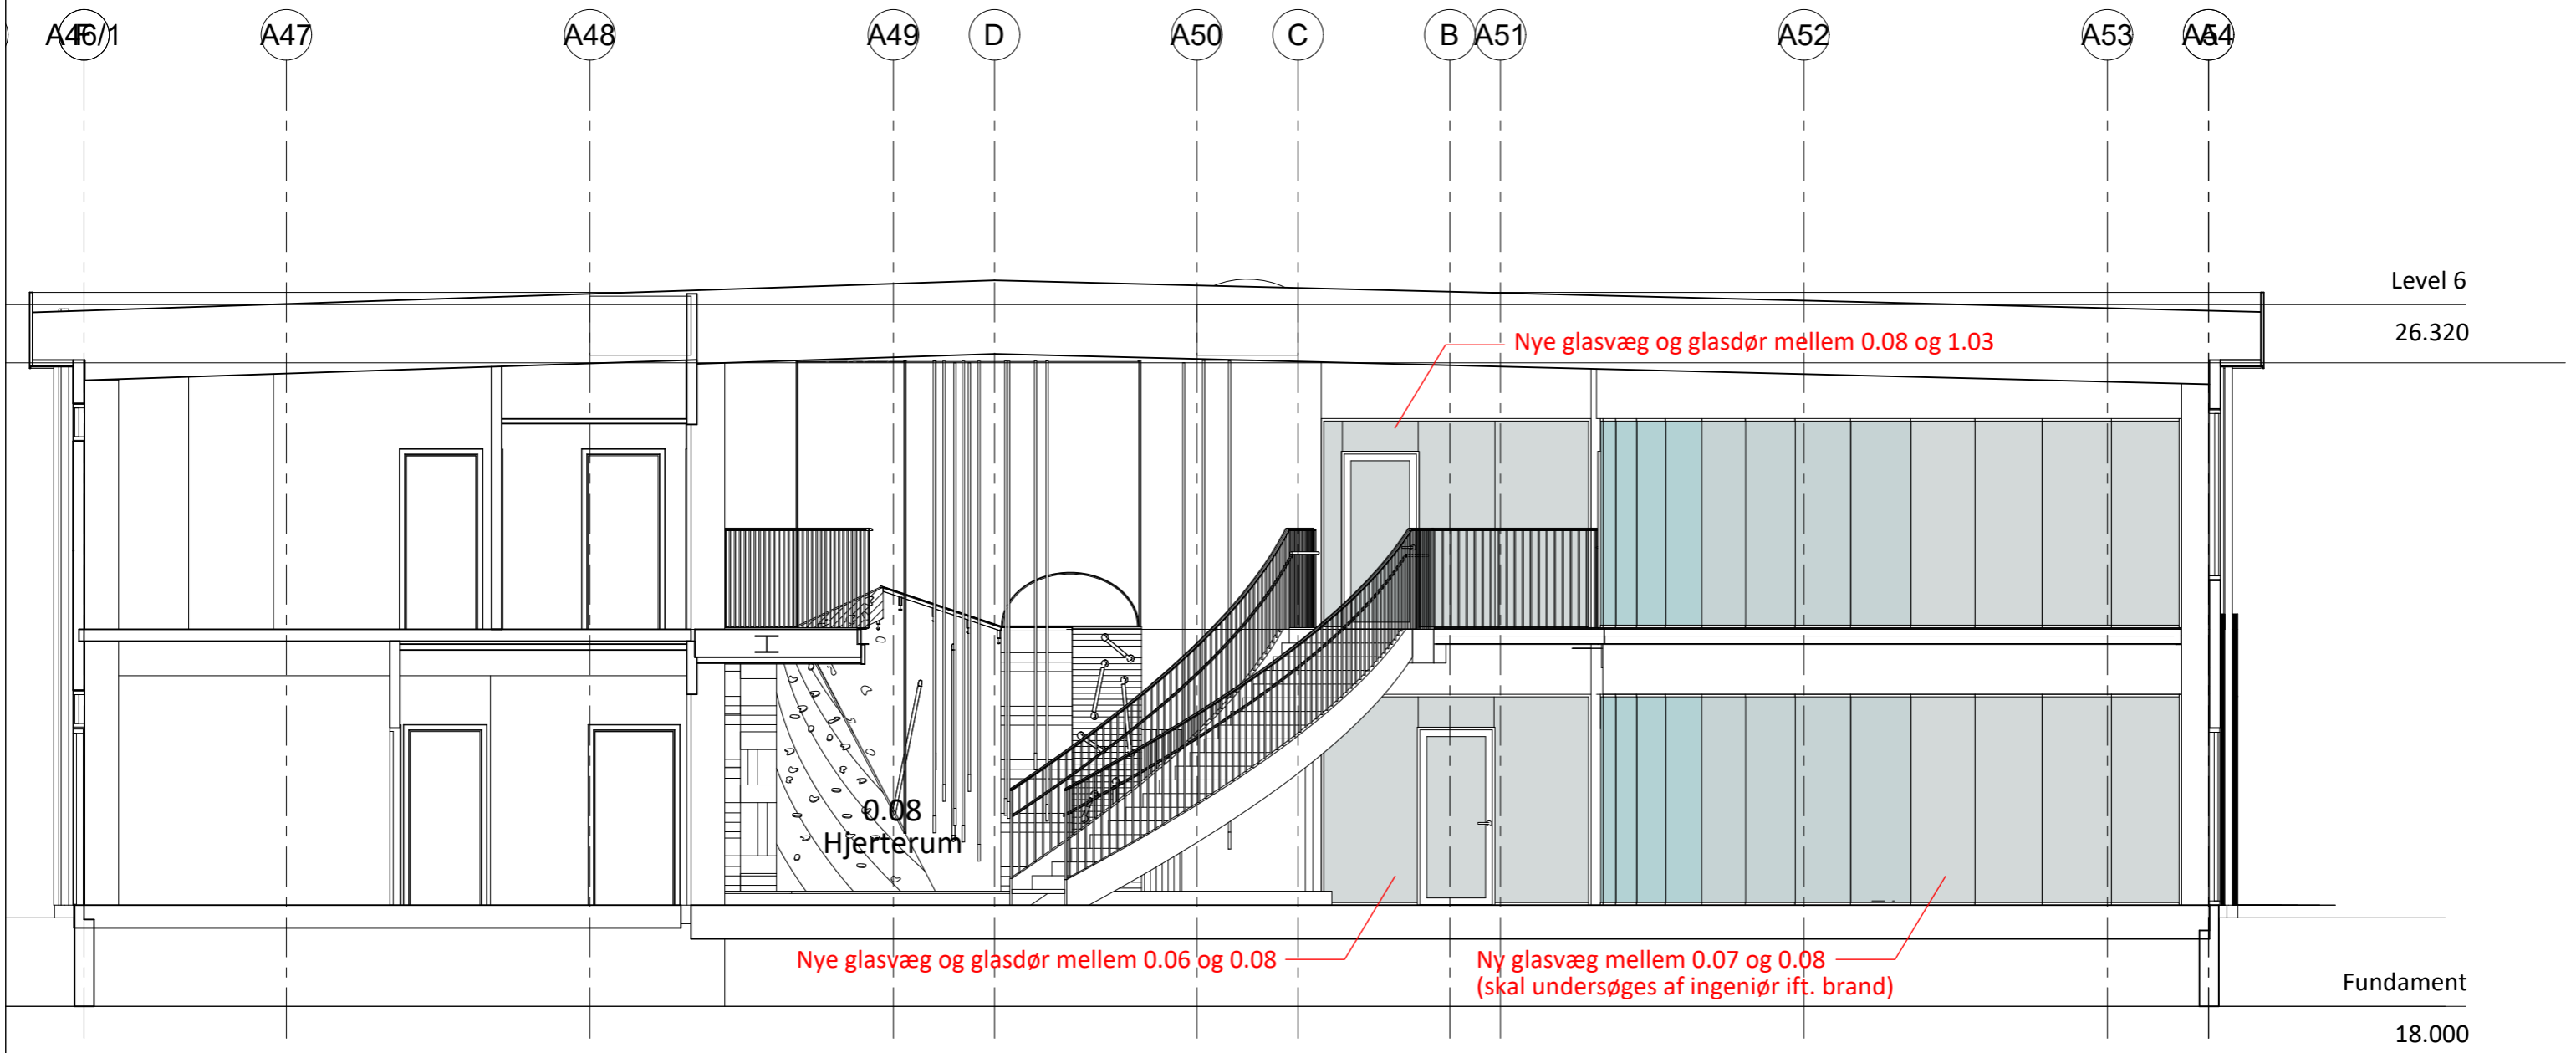 A46/1
F
A47
A48
A49
D
A50
C
B
A51
A52
A53
A54
A
Level 6
26.320
Nye glasvæg og glasdør mellem 0.08 og 1.03
0.08
Hjerterum
Nye glasvæg og glasdør mellem 0.06 og 0.08
Ny glasvæg mellem 0.07 og 0.08
(skal undersøges af ingeniør ift. brand)
Fundament
18.000